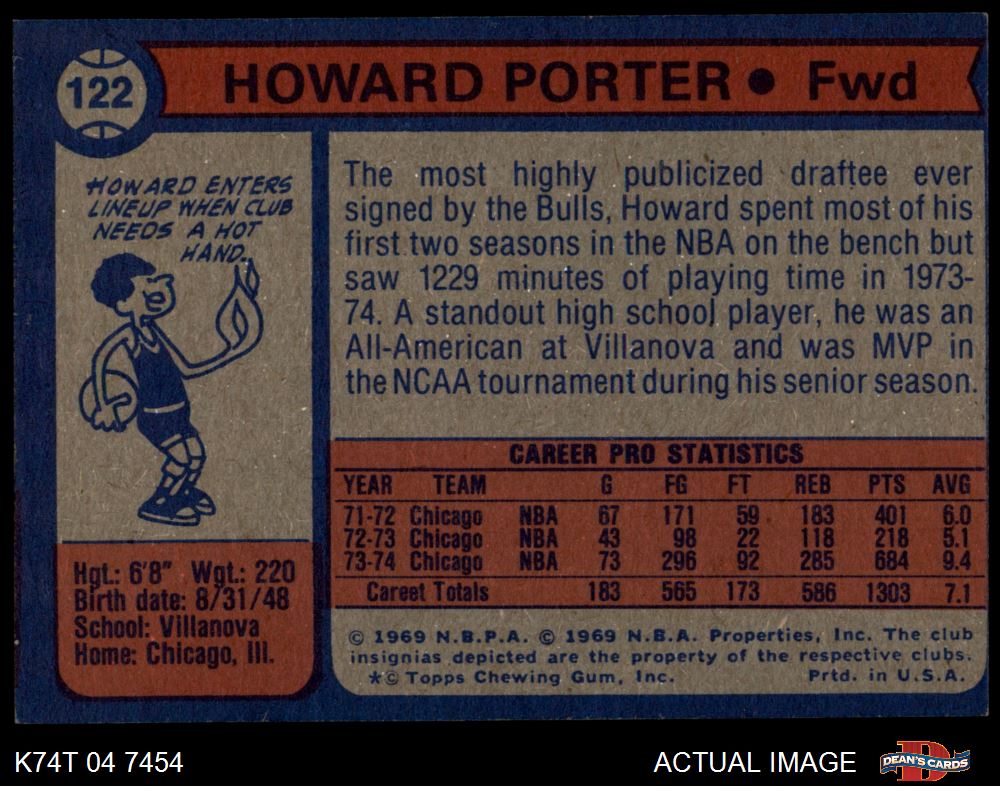 122
HOWARD PORTER • Fwd
HOWARD ENTERS
LINEUP WHEN CLUB
NEEDS A HOT
HAND.
The most highly publicized draftee ever
signed by the Bulls, Howard spent most of his
first two seasons in the NBA on the bench but
saw 1229 minutes of playing time in 1973-
74. A standout high school player, he was an
All-American at Villanova and was MVP in
the NCAA tournament during his senior season.
Hgt.: 6'8" Wgt.: 220
Birth date: 8/31/48
School: Villanova
Home: Chicago, Ill.
CAREER PRO STATISTICS
YEAR TEAM G FG FT REB PTS AVG
71-72 Chicago NBA 67 171 59 183 401 6.0
72-73 Chicago NBA 43 98 22 118 218 5.1
73-74 Chicago NBA 73 296 92 285 684 9.4
Career Totals 183 565 173 586 1303 7.1
© 1969 N.B.P.A. © 1969 N.B.A. Properties, Inc. The club
insignias depicted are the property of the respective clubs.
*© Topps Chewing Gum, Inc. Prtd. in U.S.A.
K74T 04 7454 ACTUAL IMAGE
D
DEAN'S CARDS